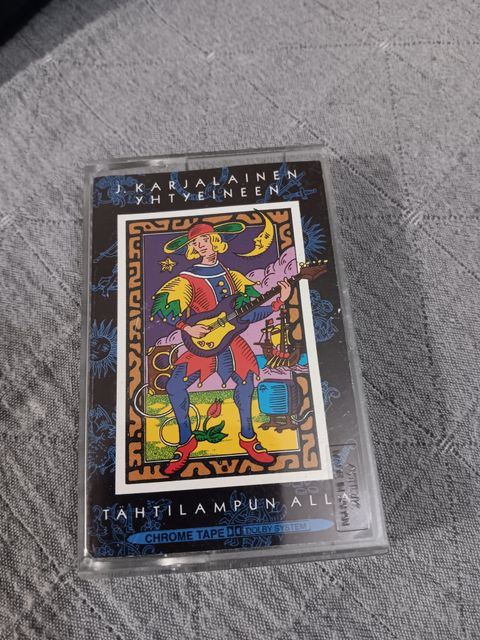 J. KARJALAINEN
YHTYEINEEN
TÄHTILAMPUN ALLA
CHROME TAPE DOLBY SYSTEM